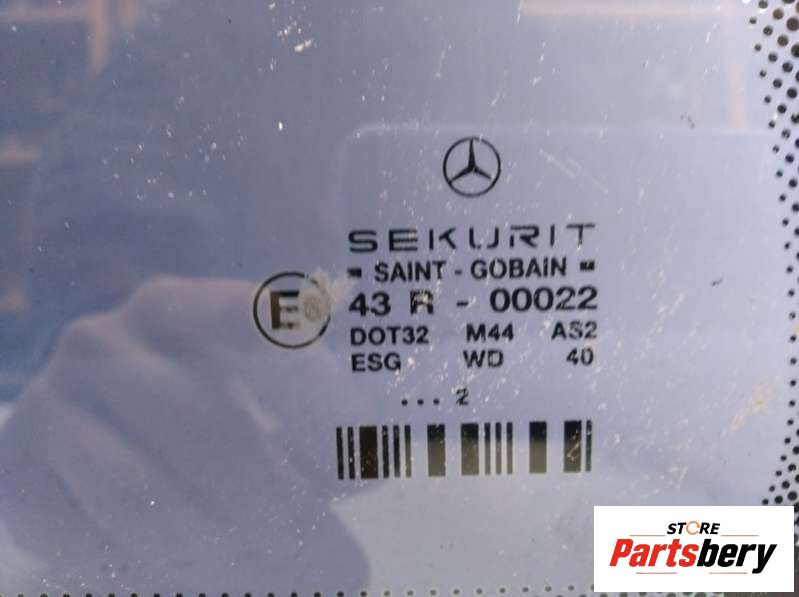 SEKURIT
SAINT - GOBAIN
E
43 R - 00022
DOT32 M44 AS2
ESG WD 40
... 2
STORE
Partsbery